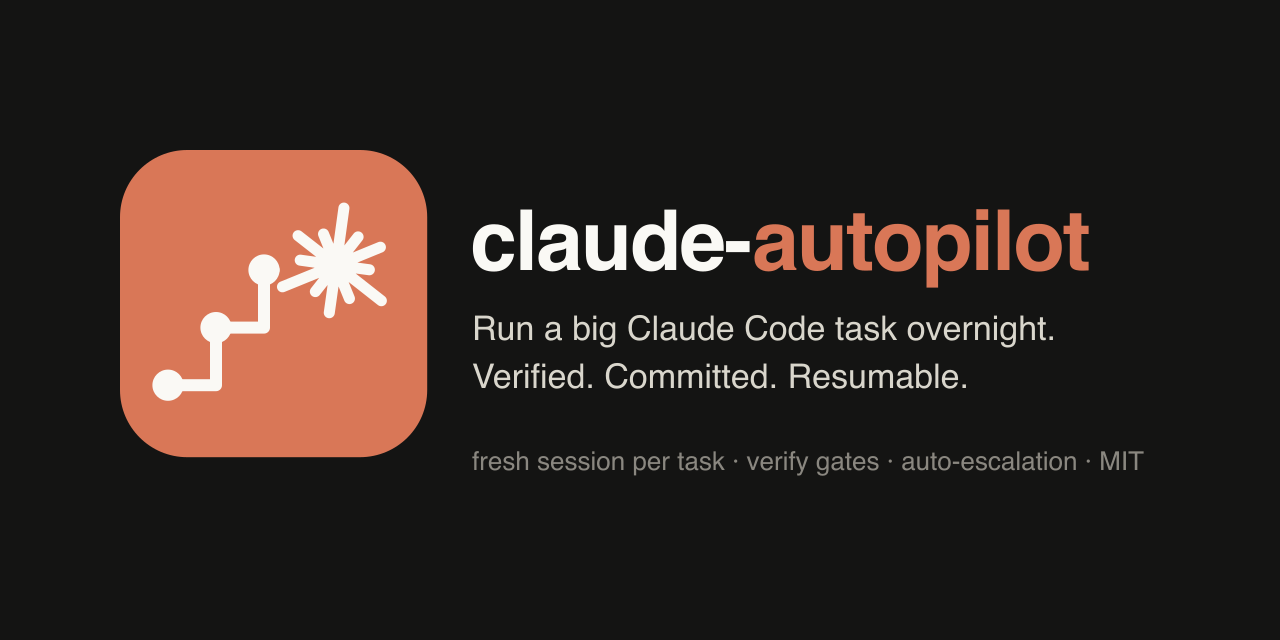 claude-autopilot
Run a big Claude Code task overnight.
Verified. Committed. Resumable.
fresh session per task · verify gates · auto-escalation · MIT